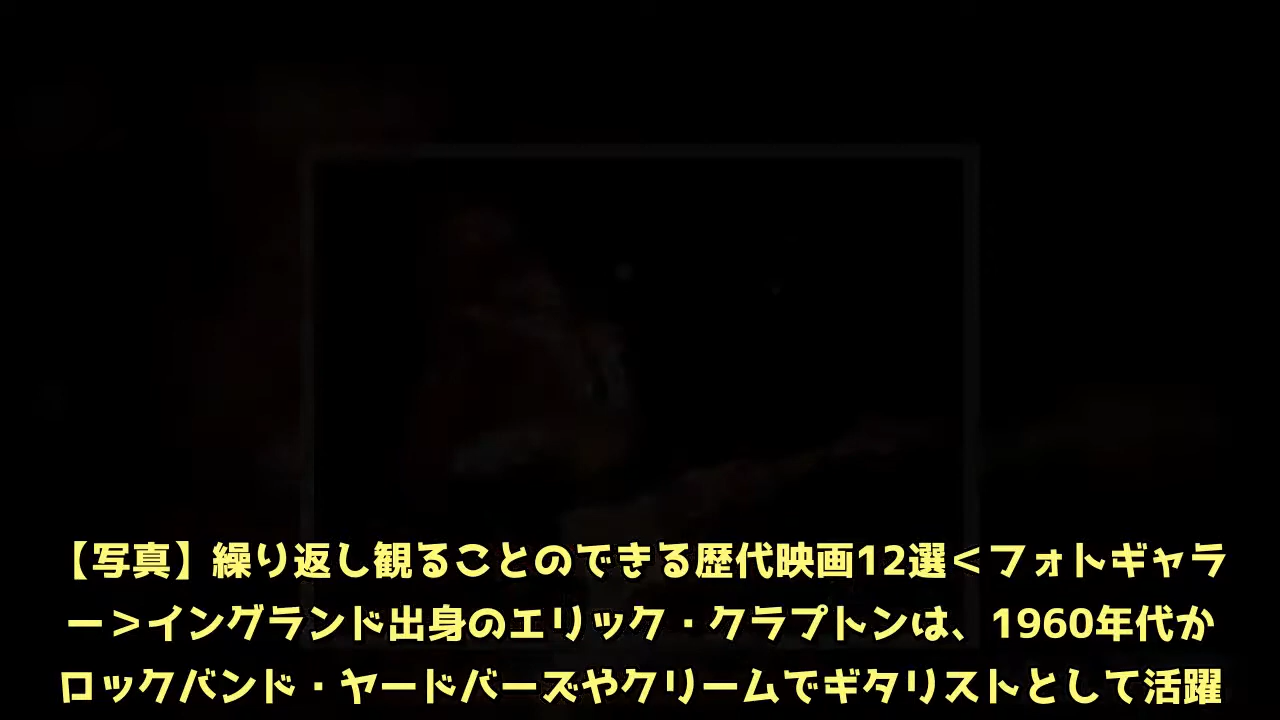 【写真】繰り返し観ることのできる歴代映画12選＜フォトギャラ
ー＞イングランド出身のエリック・クラプトンは、1960年代か
ロックバンド・ヤードバーズやクリームでギタリストとして活躍